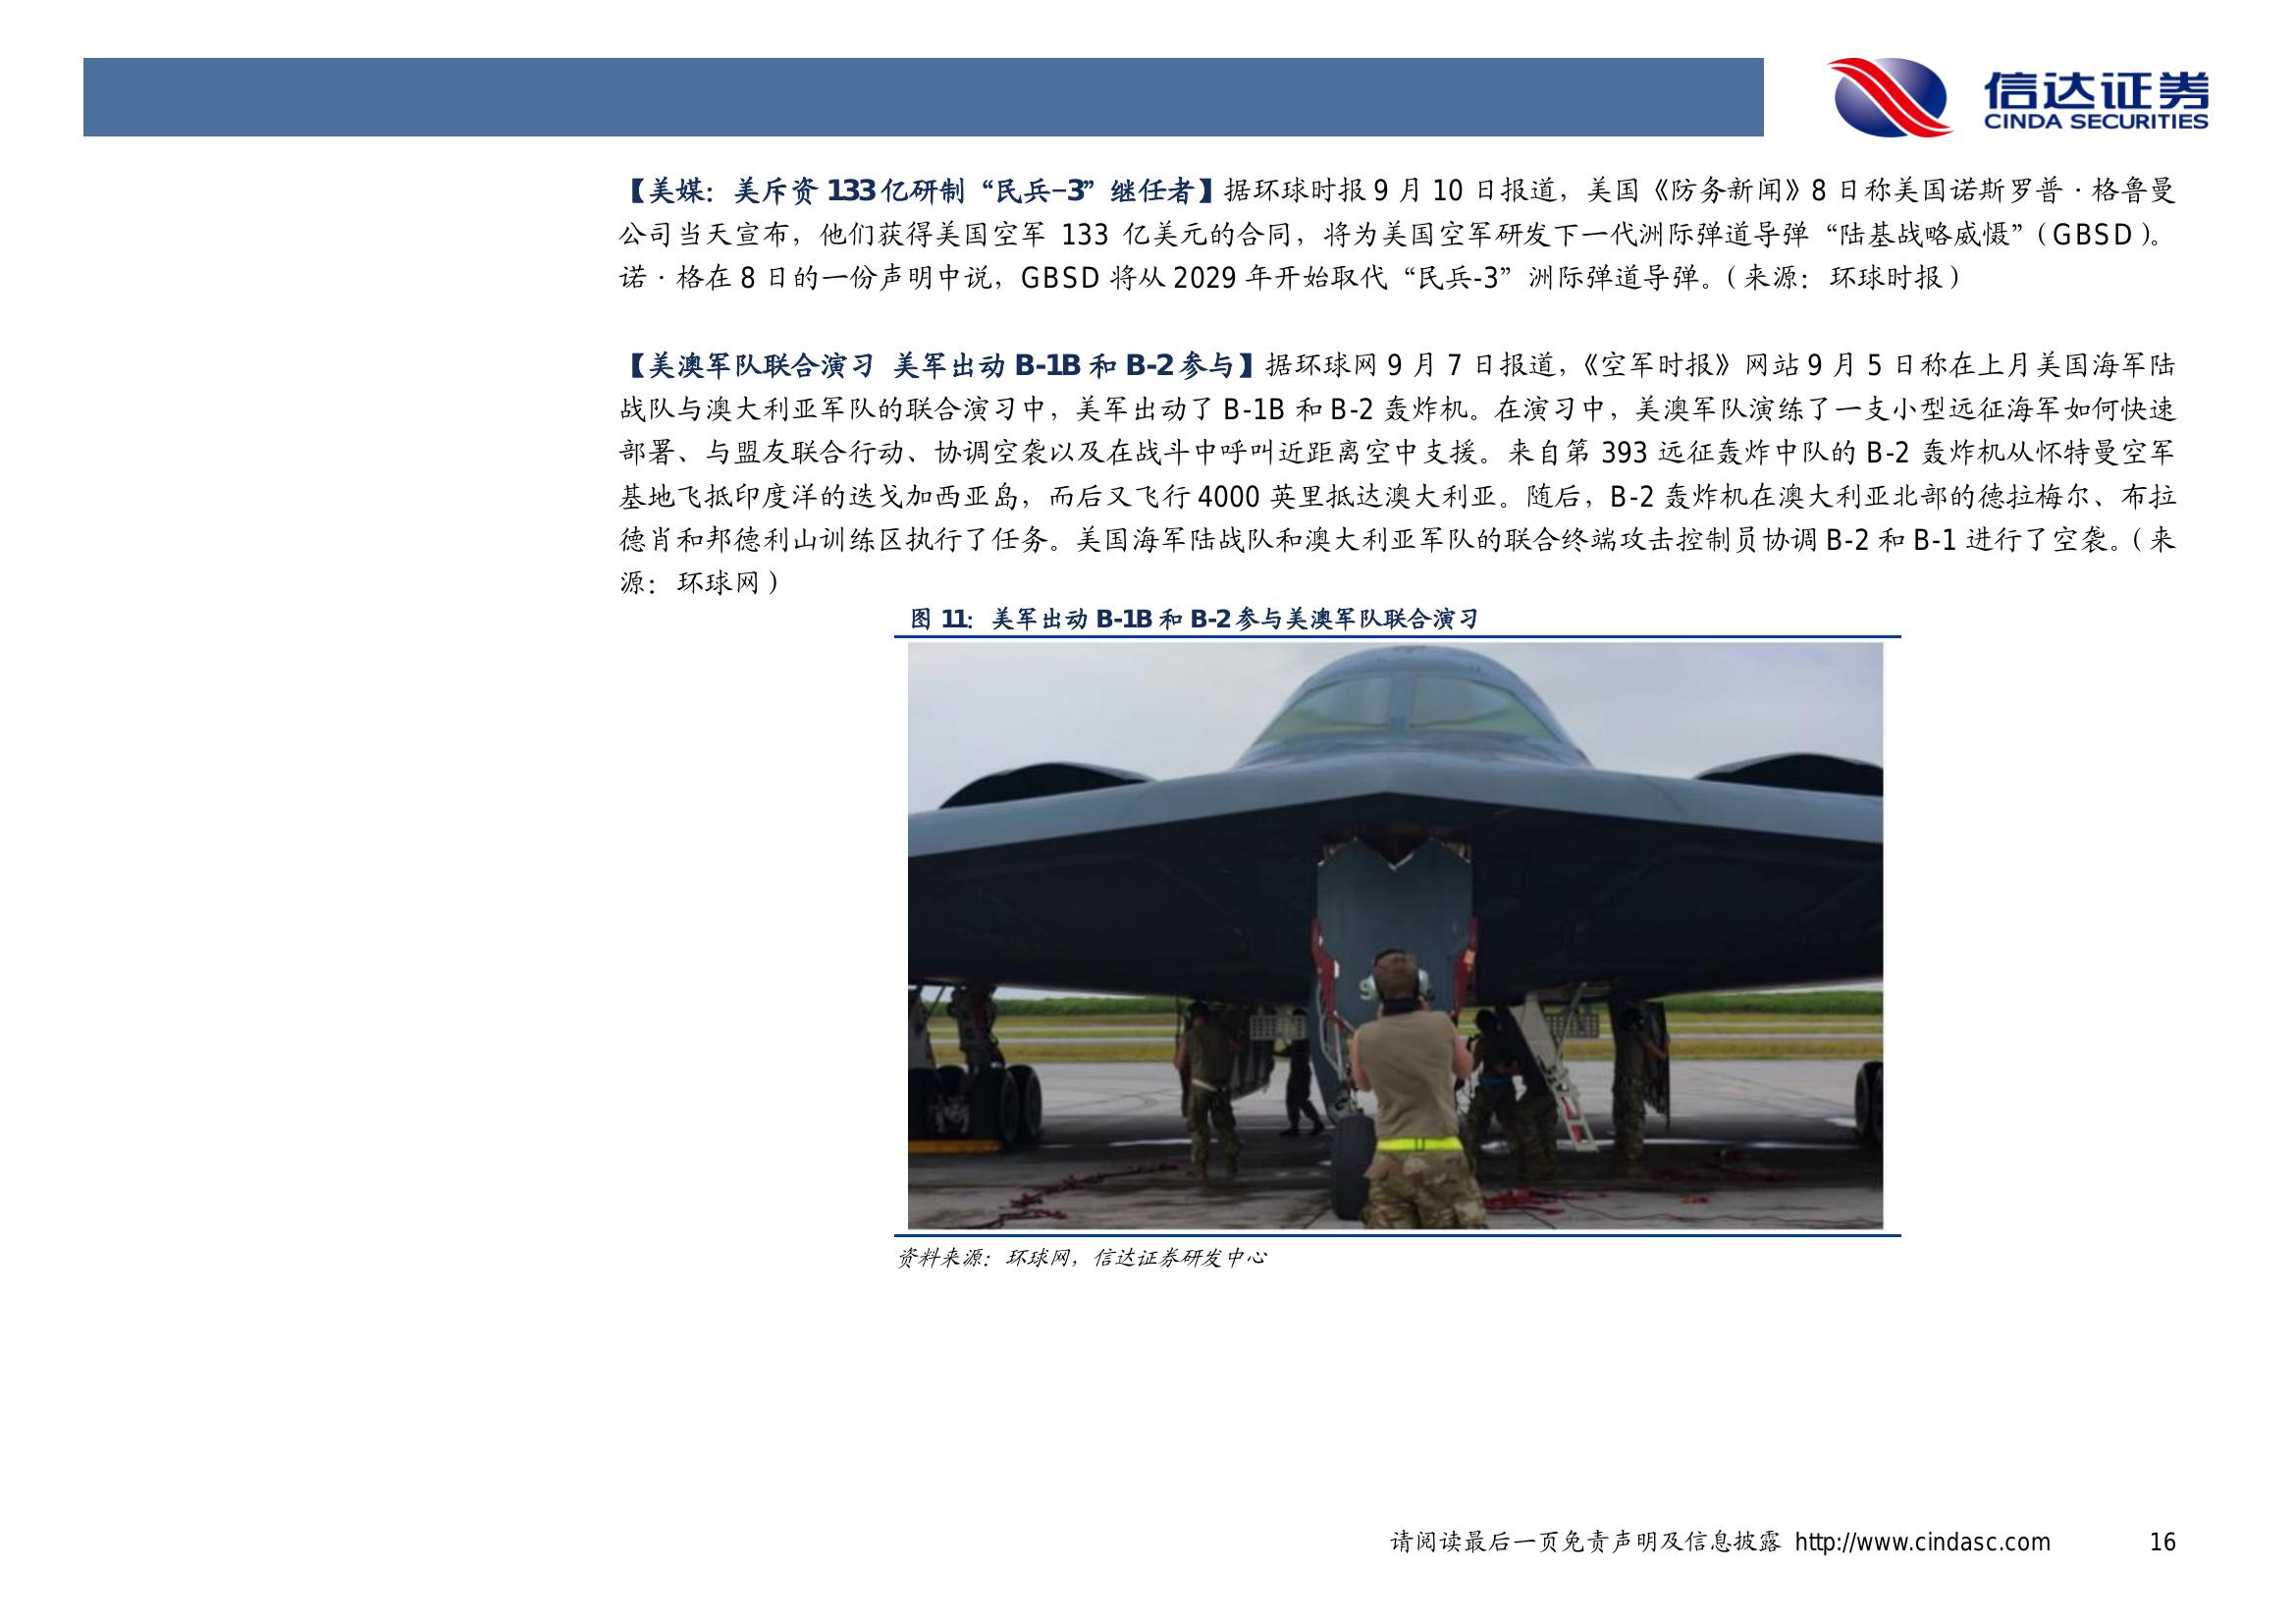 信达证券
CINDA SECURITIES
【美媒：美斥资 133 亿研制“民兵-3”继任者】据环球时报 9 月 10 日报道，美国《防务新闻》8 日称美国诺斯罗普·格鲁曼
公司当天宣布，他们获得美国空军 133 亿美元的合同，将为美国空军研发下一代洲际弹道导弹“陆基战略威慑”（GBSD）。
诺·格在 8 日的一份声明中说，GBSD 将从 2029 年开始取代“民兵-3”洲际弹道导弹。（来源：环球时报）
【美澳军队联合演习 美军出动 B-1B 和 B-2 参与】据环球网 9 月 7 日报道，《空军时报》网站 9 月 5 日称在上月美国海军陆
战队与澳大利亚军队的联合演习中，美军出动了 B-1B 和 B-2 轰炸机。在演习中，美澳军队演练了一支小型远征海军如何快速
部署、与盟友联合行动、协调空袭以及在战斗中呼叫近距离空中支援。来自第 393 远征轰炸中队的 B-2 轰炸机从怀特曼空军
基地飞抵印度洋的迭戈加西亚岛，而后又飞行 4000 英里抵达澳大利亚。随后，B-2 轰炸机在澳大利亚北部的德拉梅尔、布拉
德肖和邦德利山训练区执行了任务。美国海军陆战队和澳大利亚军队的联合终端攻击控制员协调 B-2 和 B-1 进行了空袭。（来
源：环球网）
图 11：美军出动 B-1B 和 B-2 参与美澳军队联合演习
资料来源：环球网，信达证券研发中心
请阅读最后一页免责声明及信息披露 http://www.cindasc.com 16